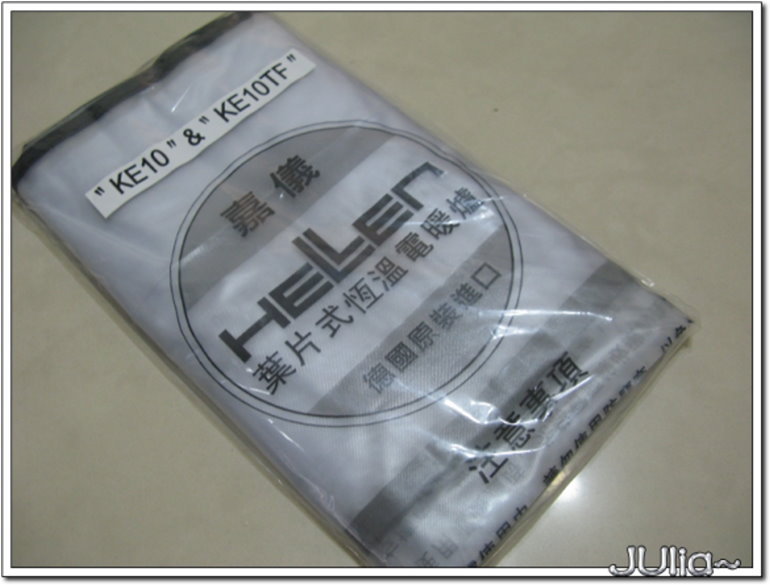 "KE10" & "KE10TF"
嘉儀
HELLER
葉片式恆溫電暖爐
德國原裝進口
注意事項
JUlia~